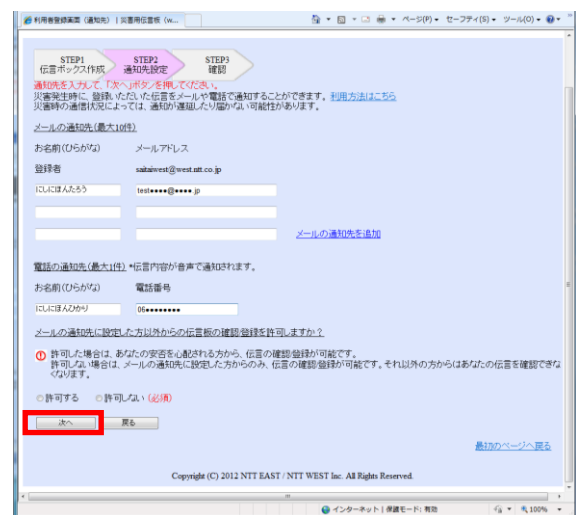 利用者登録画面（通知先） | 災害用伝言板（w...
ページ(P) セーフティ(S) ツール(O)
STEP1 STEP2 STEP3
伝言ボックス作成 通知先設定 確認
通知先を入力して、「次へ」ボタンを押してください。
災害発生時に、登録いただいた伝言をメールや電話で通知することができます。利用方法はこちら
災害時の通信状況によっては、通知が遅延したり届かない可能性があります。
メールの通知先（最大10件）
お名前（ひらがな） メールアドレス
登録者 saitaiwest@west.ntt.co.jp
にしにほんたろう test●●●●@●●●●.jp
メールの通知先を追加
電話の通知先（最大1件） *伝言内容が音声で通知されます。
お名前（ひらがな） 電話番号
にしにほんひかり 06●●●●●●●●
メールの通知先に設定した方以外からの伝言板の確認/登録を許可しますか？
許可した場合は、あなたの安否を心配される方から、伝言の確認/登録が可能です。
許可しない場合は、メールの通知先に設定した方からのみ、伝言の確認/登録が可能です。それ以外の方からはあなたの伝言を確認できな
くなります。
許可する 許可しない（必須）
次へ 戻る
最初のページへ戻る
Copyright (C) 2012 NTT EAST / NTT WEST Inc. All Rights Reserved.
インターネット | 保護モード: 有効 100%